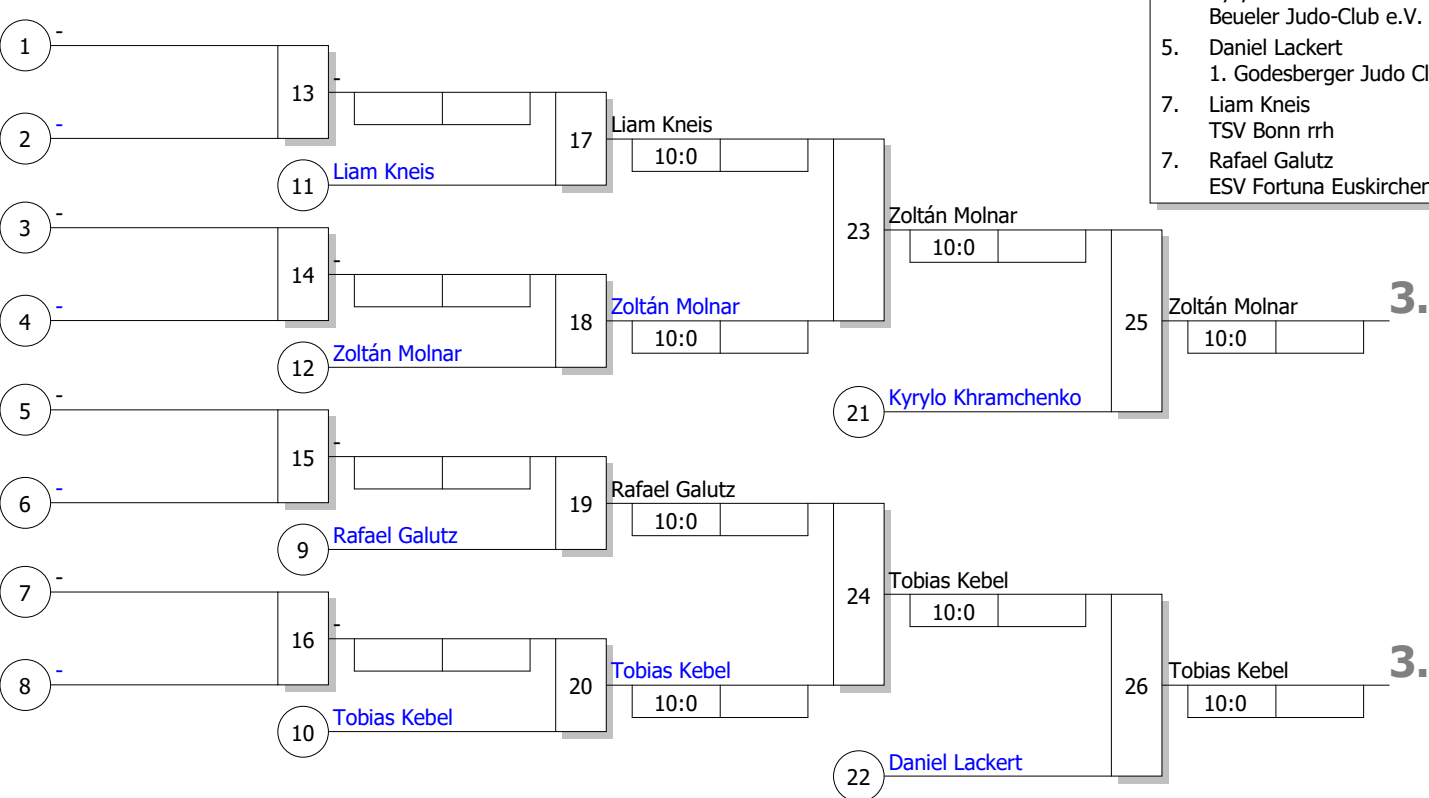 Beueler Judo-Club e.V.
5. Daniel Lackert
1. Godesberger Judo Cl
7. Liam Kneis
TSV Bonn rrh
7. Rafael Galutz
ESV Fortuna Euskirchen
1 -
2 -
13 -
11 Liam Kneis
17 Liam Kneis
10:0
3 -
4 -
14 -
12 Zoltán Molnar
18 Zoltán Molnar
10:0
23 Zoltán Molnar
10:0
21 Kyrylo Khramchenko
25 Zoltán Molnar 3.
10:0
5 -
6 -
15 -
9 Rafael Galutz
19 Rafael Galutz
10:0
7 -
8 -
16 -
10 Tobias Kebel
20 Tobias Kebel
10:0
24 Tobias Kebel
10:0
22 Daniel Lackert
26 Tobias Kebel 3.
10:0